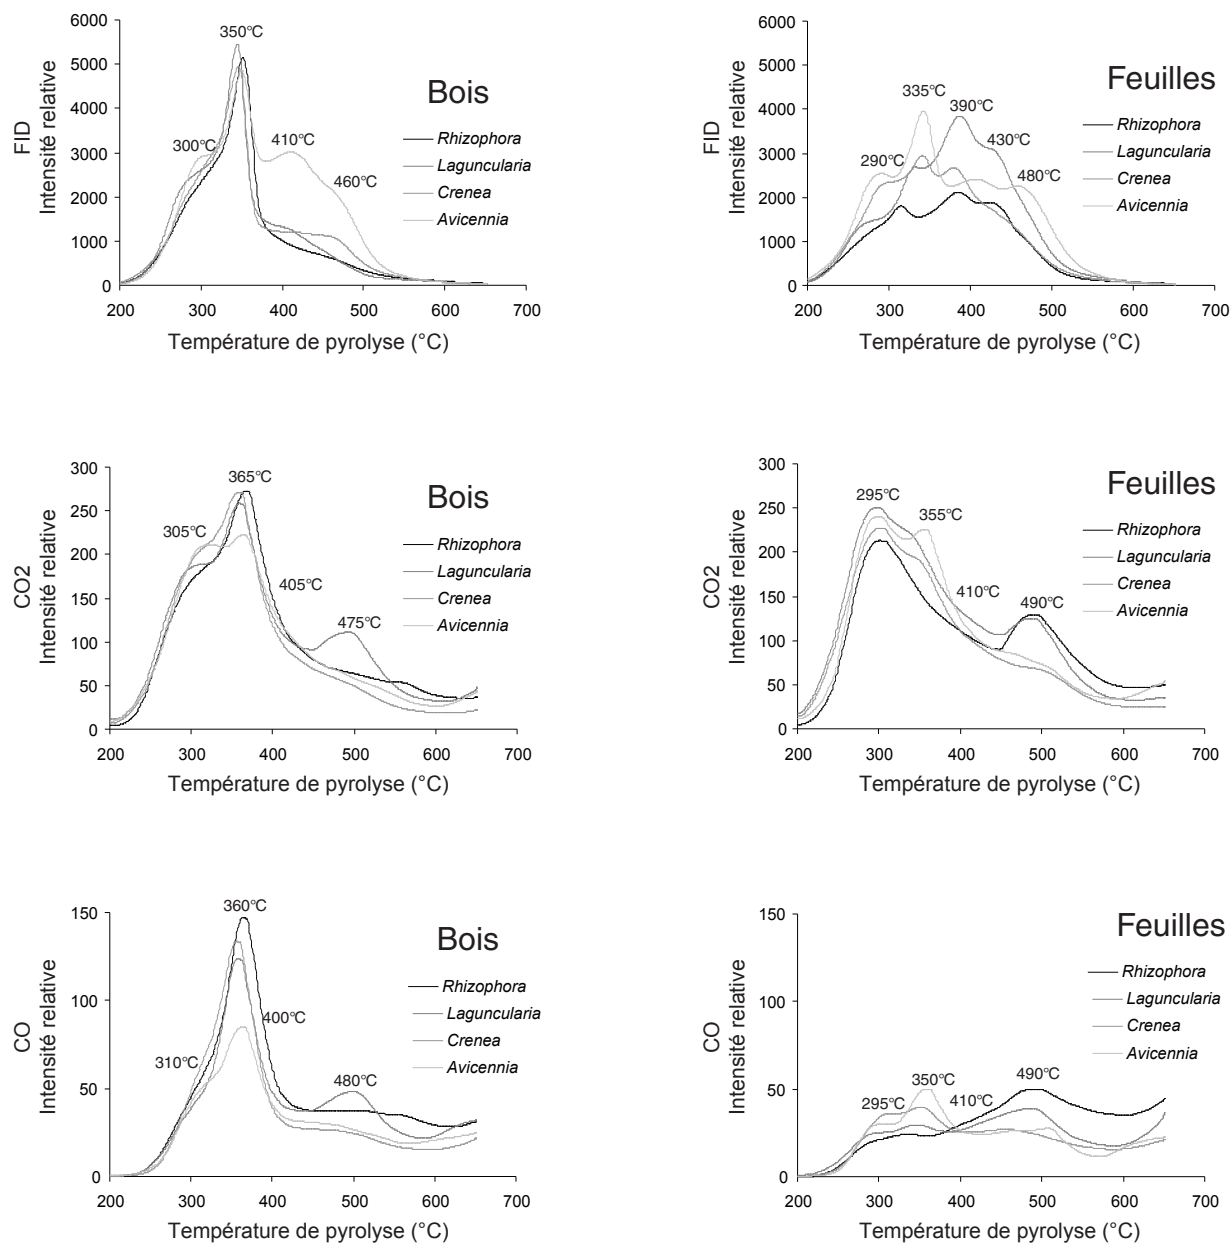 FID
Intensité relative
6000
5000
4000
3000
2000
1000
0
200 300 400 500 600 700
Température de pyrolyse (°C)
350°C
300°C
410°C
460°C
Bois
Rhizophora
Laguncularia
Crenea
Avicennia
FID
Intensité relative
6000
5000
4000
3000
2000
1000
0
200 300 400 500 600 700
Température de pyrolyse (°C)
335°C
390°C
430°C
290°C
480°C
Feuilles
Rhizophora
Laguncularia
Crenea
Avicennia
CO2
Intensité relative
300
250
200
150
100
50
0
200 300 400 500 600 700
Température de pyrolyse (°C)
365°C
305°C
405°C
475°C
Bois
Rhizophora
Laguncularia
Crenea
Avicennia
CO2
Intensité relative
300
250
200
150
100
50
0
200 300 400 500 600 700
Température de pyrolyse (°C)
295°C
355°C
410°C
490°C
Feuilles
Rhizophora
Laguncularia
Crenea
Avicennia
CO
Intensité relative
150
100
50
0
200 300 400 500 600 700
Température de pyrolyse (°C)
360°C
400°C
310°C
480°C
Bois
Rhizophora
Laguncularia
Crenea
Avicennia
CO
Intensité relative
150
100
50
0
200 300 400 500 600 700
Température de pyrolyse (°C)
295°C
350°C
410°C
490°C
Feuilles
Rhizophora
Laguncularia
Crenea
Avicennia